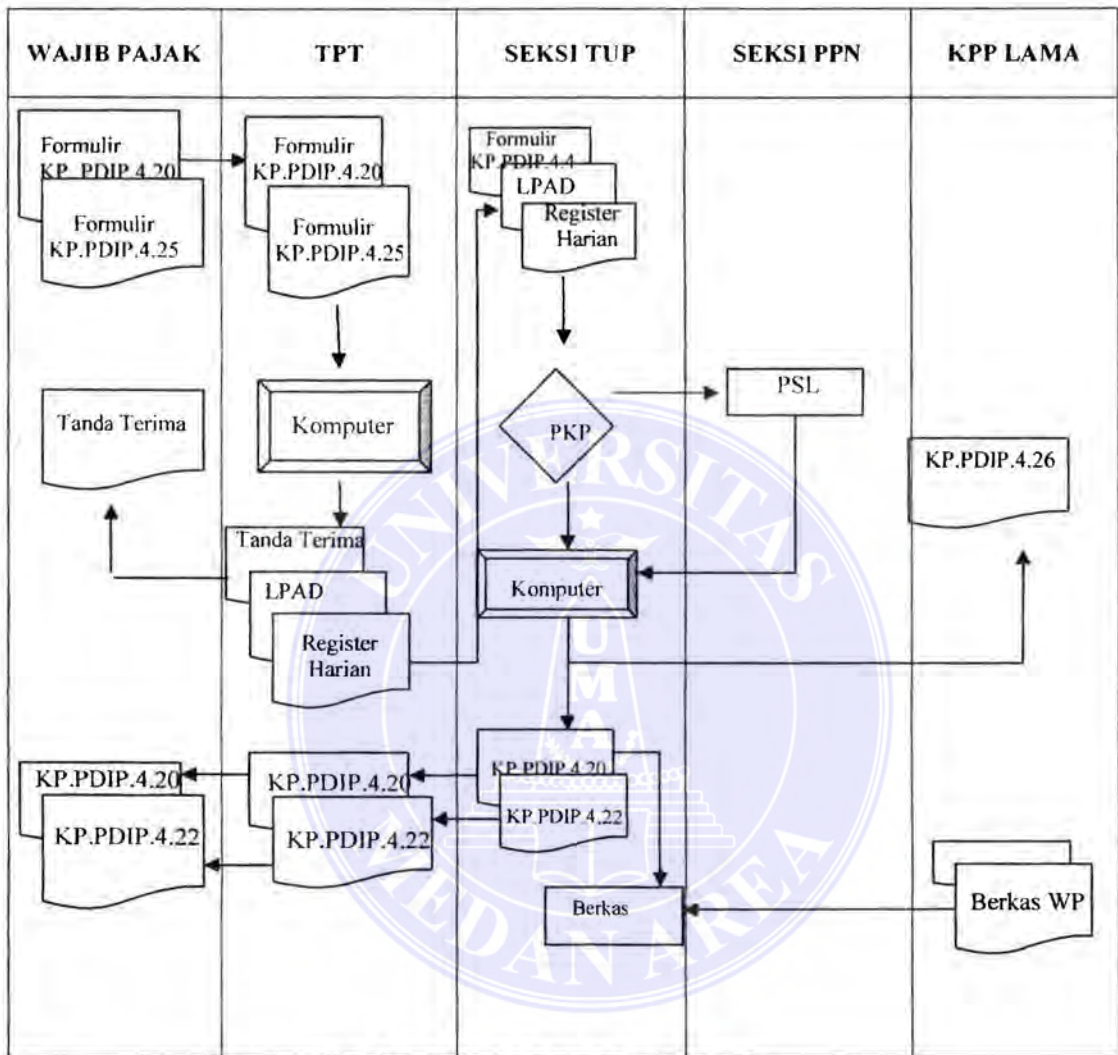 WAJIB PAJAK
TPT
SEKSI TUP
SEKSI PPN
KPP LAMA
Formulir
KP. PDIP.4.20
Formulir
KP.PDIP.4.25
Formulir
KP.PDIP.4.20
Formulir
KP.PDIP.4.25
Formulir
KP.PDIP.4.4
LPAD
Register
Harian
Tanda Terima
Komputer
PKP
PSL
KP.PDIP.4.26
Tanda Terima
LPAD
Register
Harian
Komputer
KP.PDIP.4.20
KP.PDIP.4.22
KP.PDIP.4.20
KP.PDIP.4.22
KP.PDIP.4.20
KP.PDIP.4.22
Berkas
Berkas WP
UNIVERSITAS
UMA
MEDAN AREA